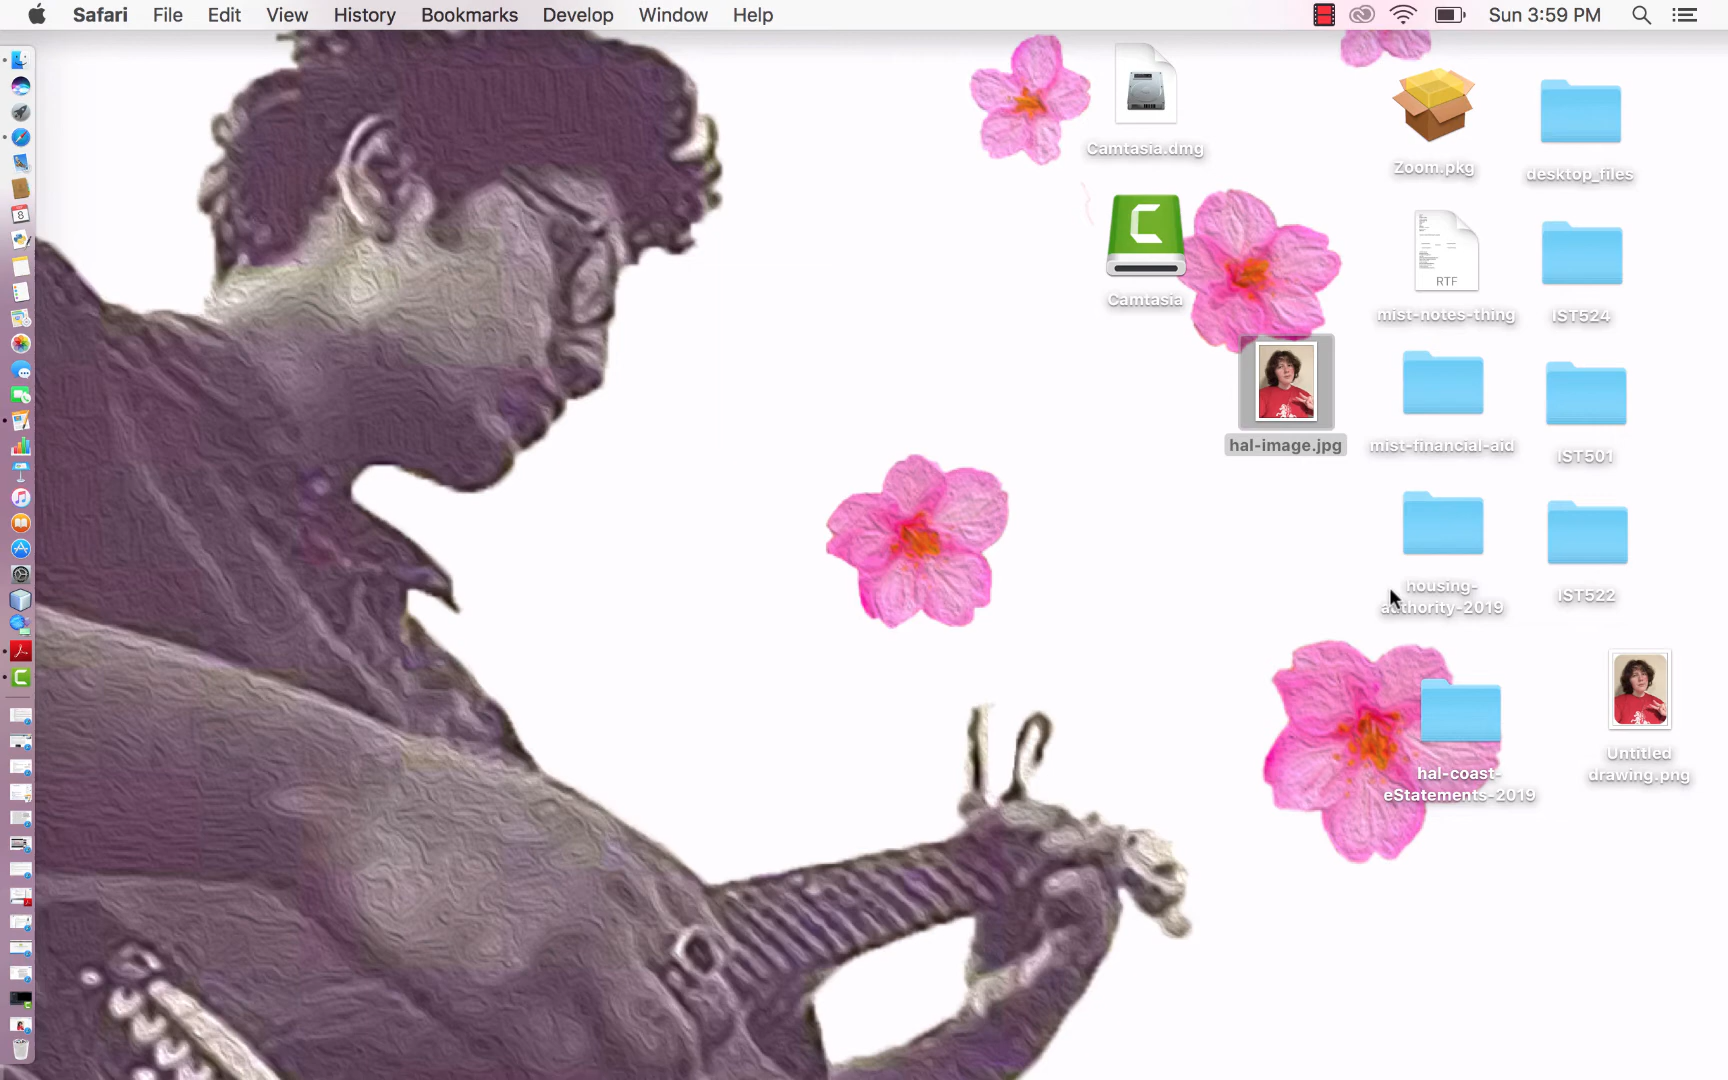 Safari File Edit View History Bookmarks Develop Window Help Sun 3:59 PM
Camtasia.dmg
Zoom.pkg
desktop_files
Camtasia
RTF
mist-notes-thing
IST524
hal-image.jpg
mist-financial-aid
IST501
housing-
authority-2019
IST522
hal-coast-
eStatements-2019
Untitled
drawing.png
8